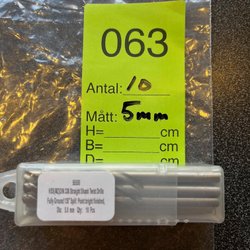 063
Antal: 10
Mått: 5mm
H= cm
B= cm
D= cm
Straight Shank Twist Drills
Fully Ground 135° Split Point, bright finished,
Dia: 5.0 mm Qty: 10 Pcs